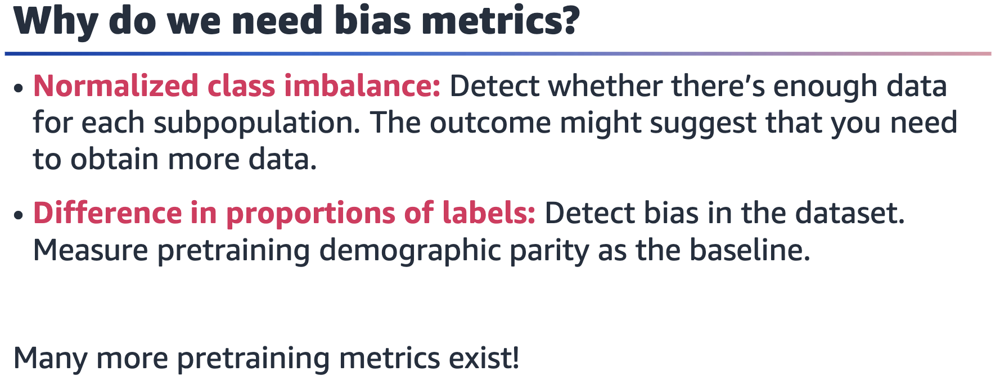 Why do we need bias metrics?
• Normalized class imbalance: Detect whether there’s enough data
for each subpopulation. The outcome might suggest that you need
to obtain more data.
• Difference in proportions of labels: Detect bias in the dataset.
Measure pretraining demographic parity as the baseline.
Many more pretraining metrics exist!